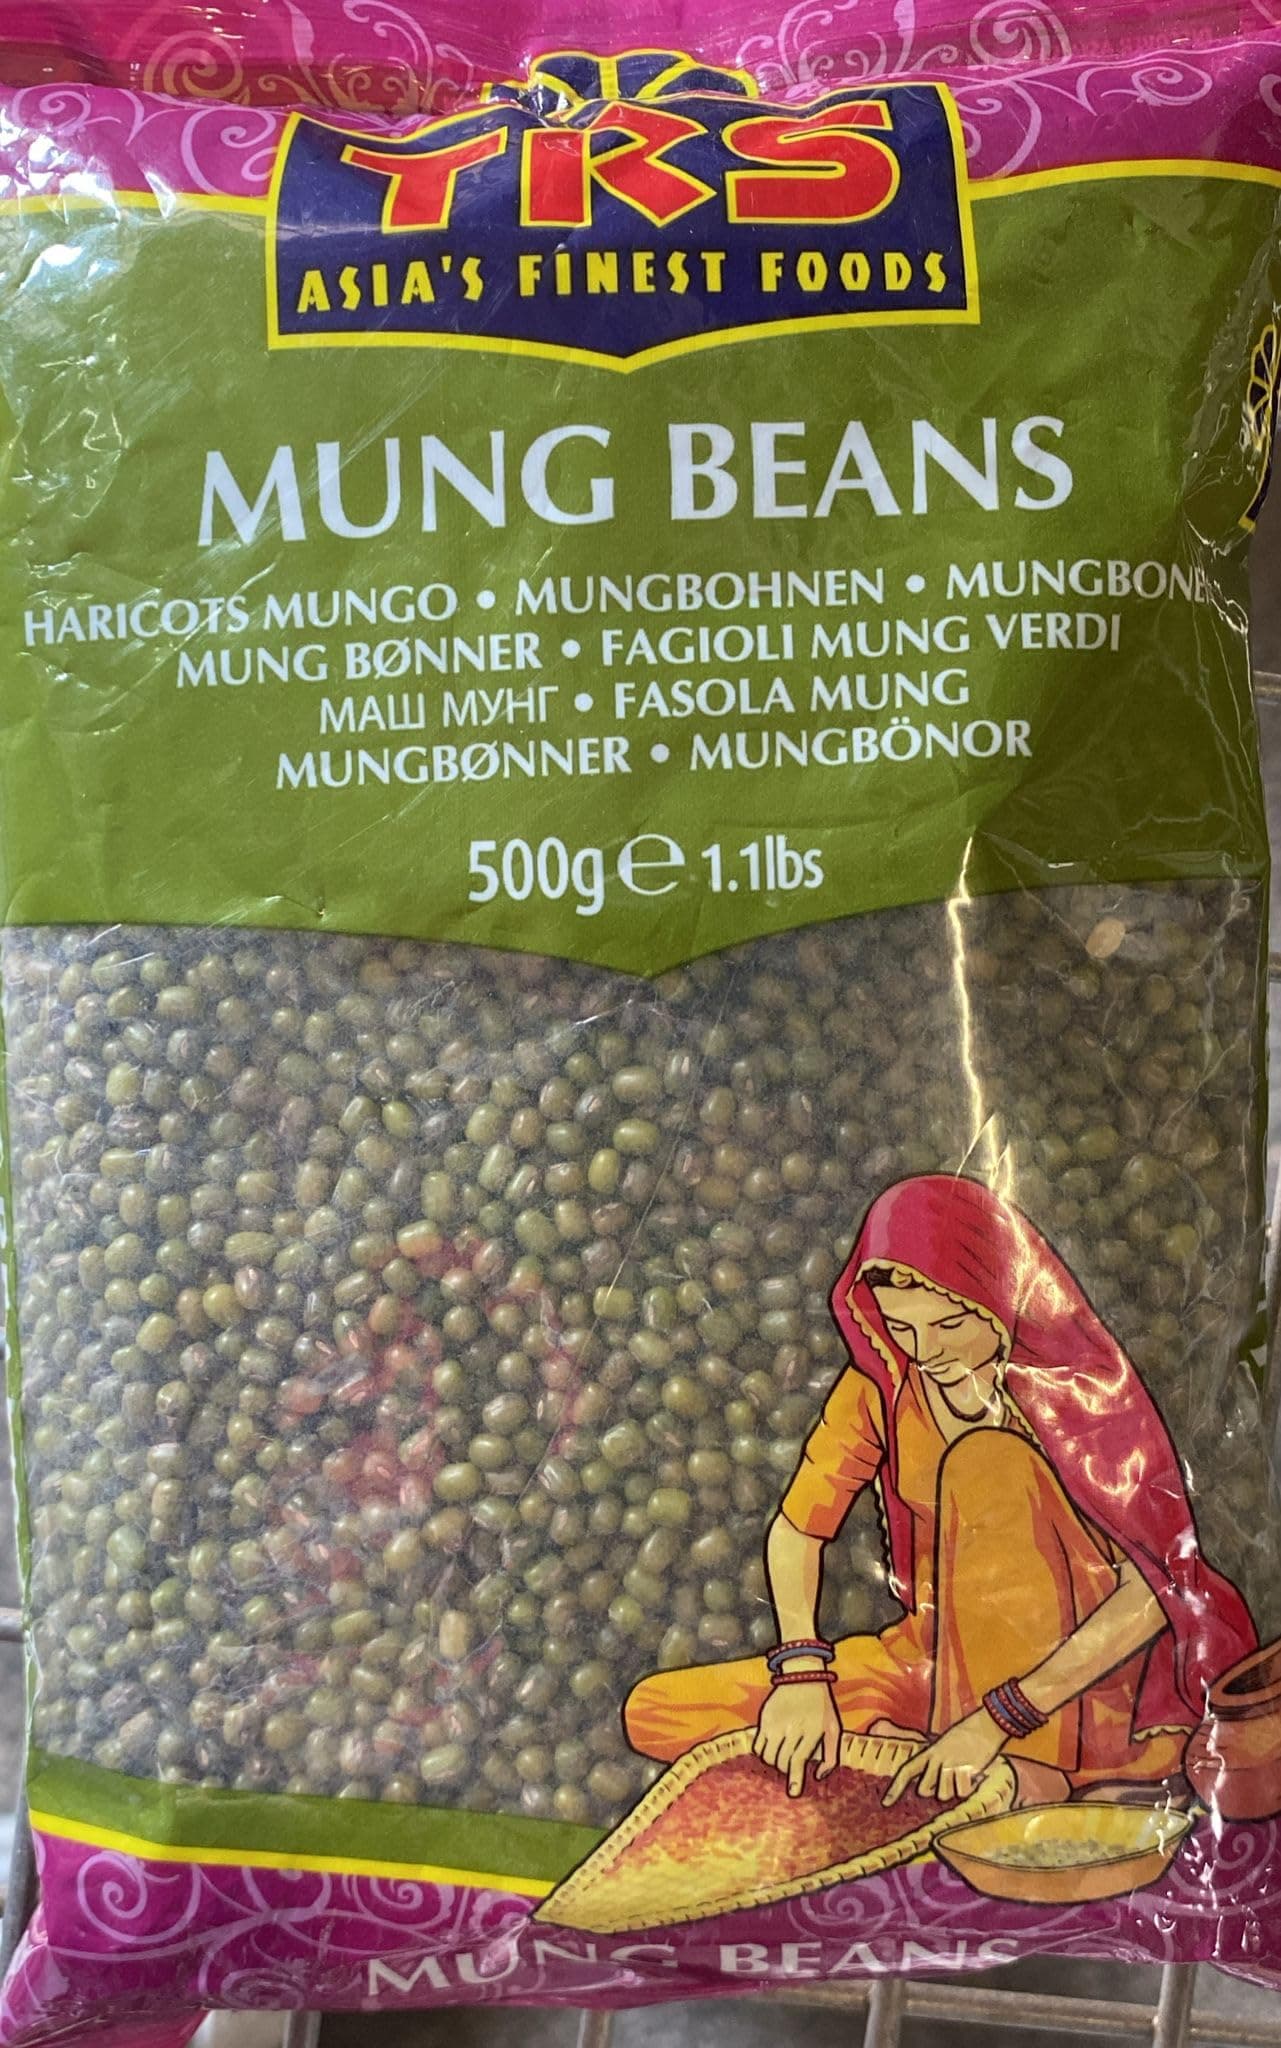 TRS
ASIA'S FINEST FOODS
MUNG BEANS
HARICOTS MUNGO • MUNGBOHNEN •
MUNG BØNNER • FAGIOLI MUNG VERDI
МАШ МУНГ • FASOLA MUNG
MUNGBØNNER • MUNGBÖNOR
500g ℮ 1.1lbs
MUNG BEANS